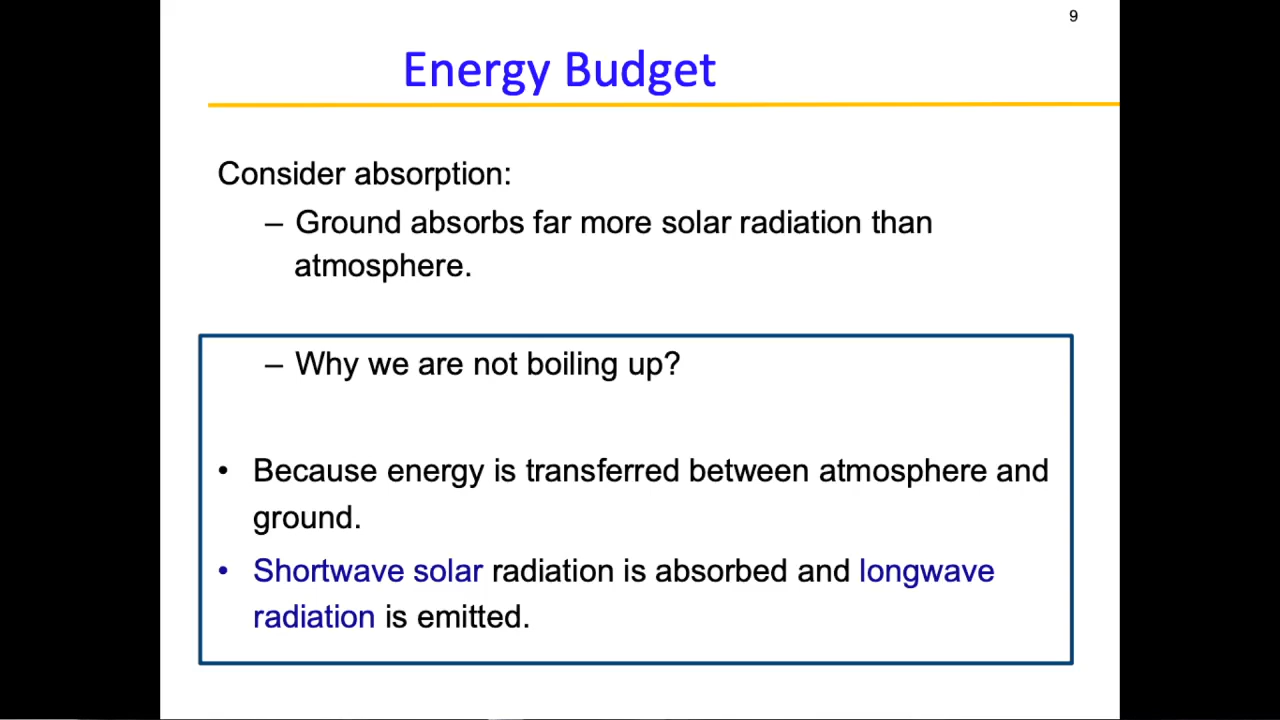 9
Energy Budget
Consider absorption:
– Ground absorbs far more solar radiation than
atmosphere.
– Why we are not boiling up?
• Because energy is transferred between atmosphere and
ground.
• Shortwave solar radiation is absorbed and longwave
radiation is emitted.